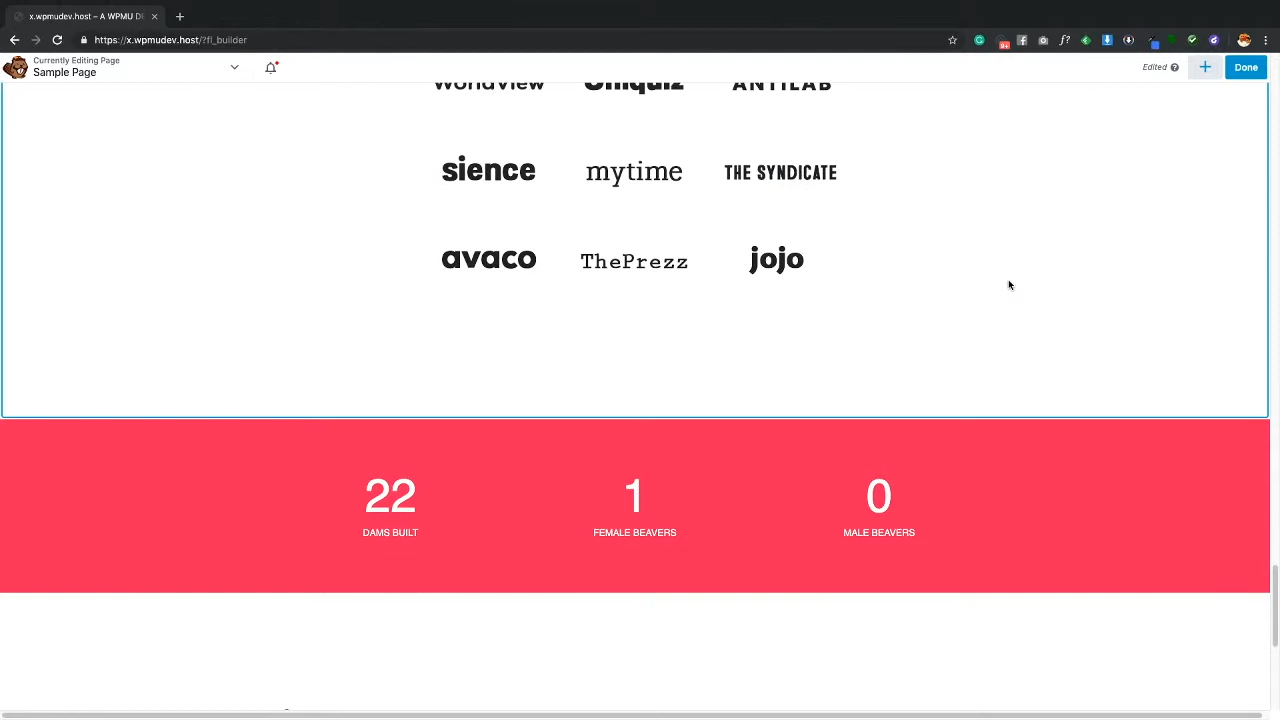 x.wpmudev.host – A WPMU DE
https://x.wpmudev.host/?fl_builder
Currently Editing Page
Sample Page
Edited
Done
WorldView Uniquiz ANTILAB
sience mytime THE SYNDICATE
avaco ThePrezz jojo
22 1 0
DAMS BUILT FEMALE BEAVERS MALE BEAVERS